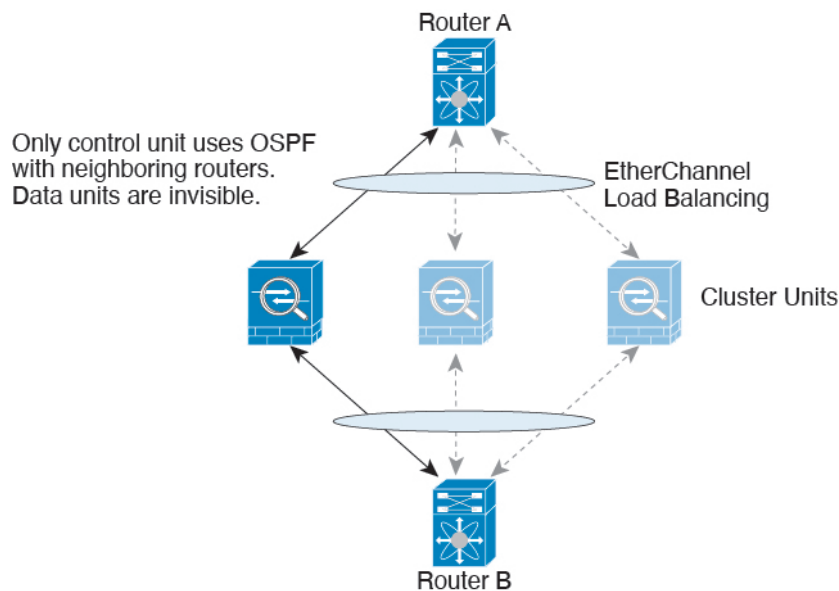 Router A
Only control unit uses OSPF
with neighboring routers.
Data units are invisible.
EtherChannel
Load Balancing
Cluster Units
Router B